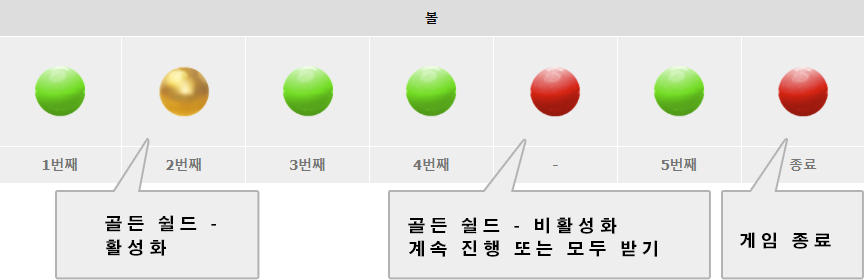 볼
1번째 2번째 3번째 4번째 - 5번째 종료
골든 쉴드 -
활성화
골든 쉴드 - 비활성화
계속 진행 또는 모두 받기
게임 종료